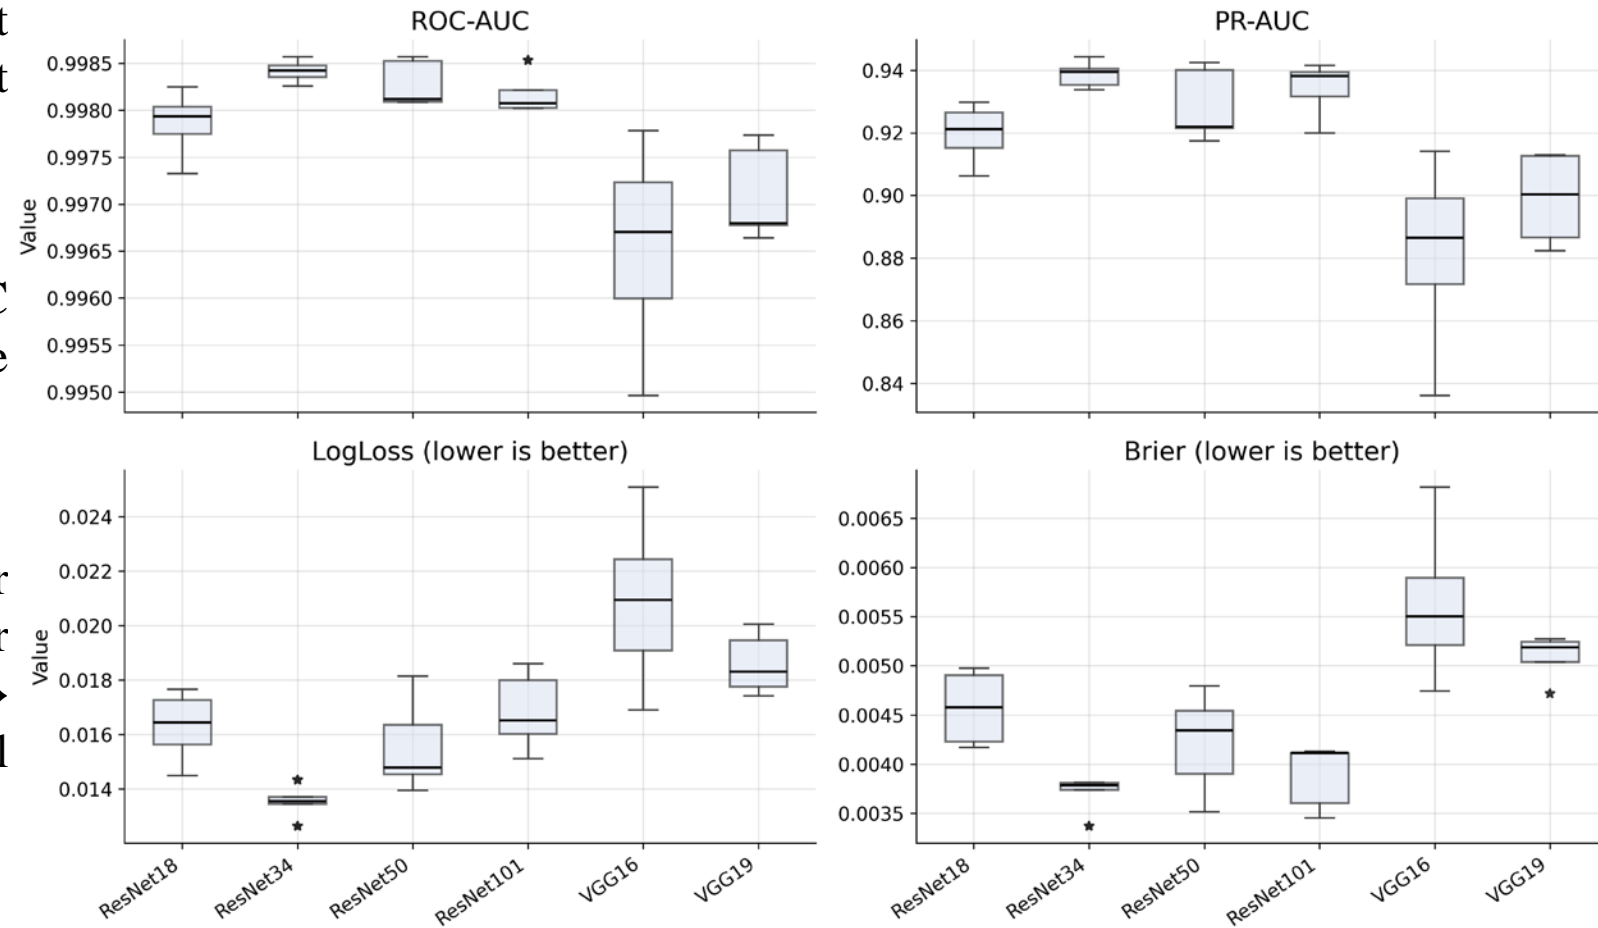 t
t
C
e
r
r
l
ROC-AUC
Value
0.9985
0.9980
0.9975
0.9970
0.9965
0.9960
0.9955
0.9950
PR-AUC
0.94
0.92
0.90
0.88
0.86
0.84
LogLoss (lower is better)
Value
0.024
0.022
0.020
0.018
0.016
0.014
ResNet18 ResNet34 ResNet50 ResNet101 VGG16 VGG19
Brier (lower is better)
0.0065
0.0060
0.0055
0.0050
0.0045
0.0040
0.0035
ResNet18 ResNet34 ResNet50 ResNet101 VGG16 VGG19